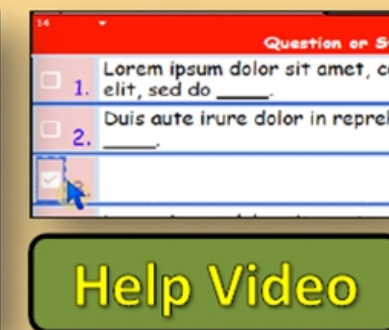 14
Question or S
1. Lorem ipsum dolor sit amet, c
elit, sed do _____.
2. Duis aute irure dolor in repre
_____.
Help Video